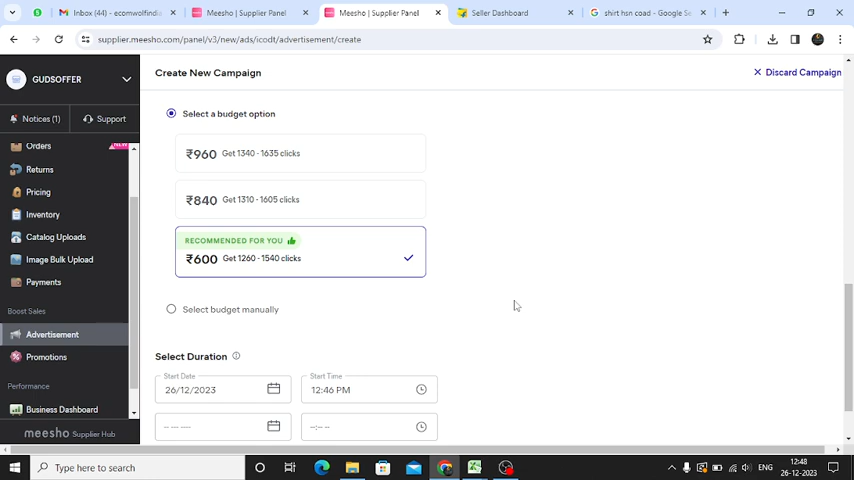 Inbox (44) - ecomwolfindia
Meesho | Supplier Panel
Meesho | Supplier Panel
Seller Dashboard
shirt hsn coad - Google Se
supplier.meesho.com/panel/v3/new/ads/icodt/advertisement/create
GUDSOFFER
Create New Campaign
Discard Campaign
Notices (1)
Support
Select a budget option
Orders
NEW
Returns
Pricing
Inventory
Catalog Uploads
Image Bulk Upload
Payments
Boost Sales
Advertisement
Promotions
Performance
Business Dashboard
meesho Supplier Hub
₹960 Get 1340 - 1635 clicks
₹840 Get 1310 - 1605 clicks
RECOMMENDED FOR YOU
₹600 Get 1260 - 1540 clicks
Select budget manually
Select Duration
Start Date
26/12/2023
Start Time
12:46 PM
-- --- ----
--:-- --
Type here to search
ENG
12:48
26-12-2023